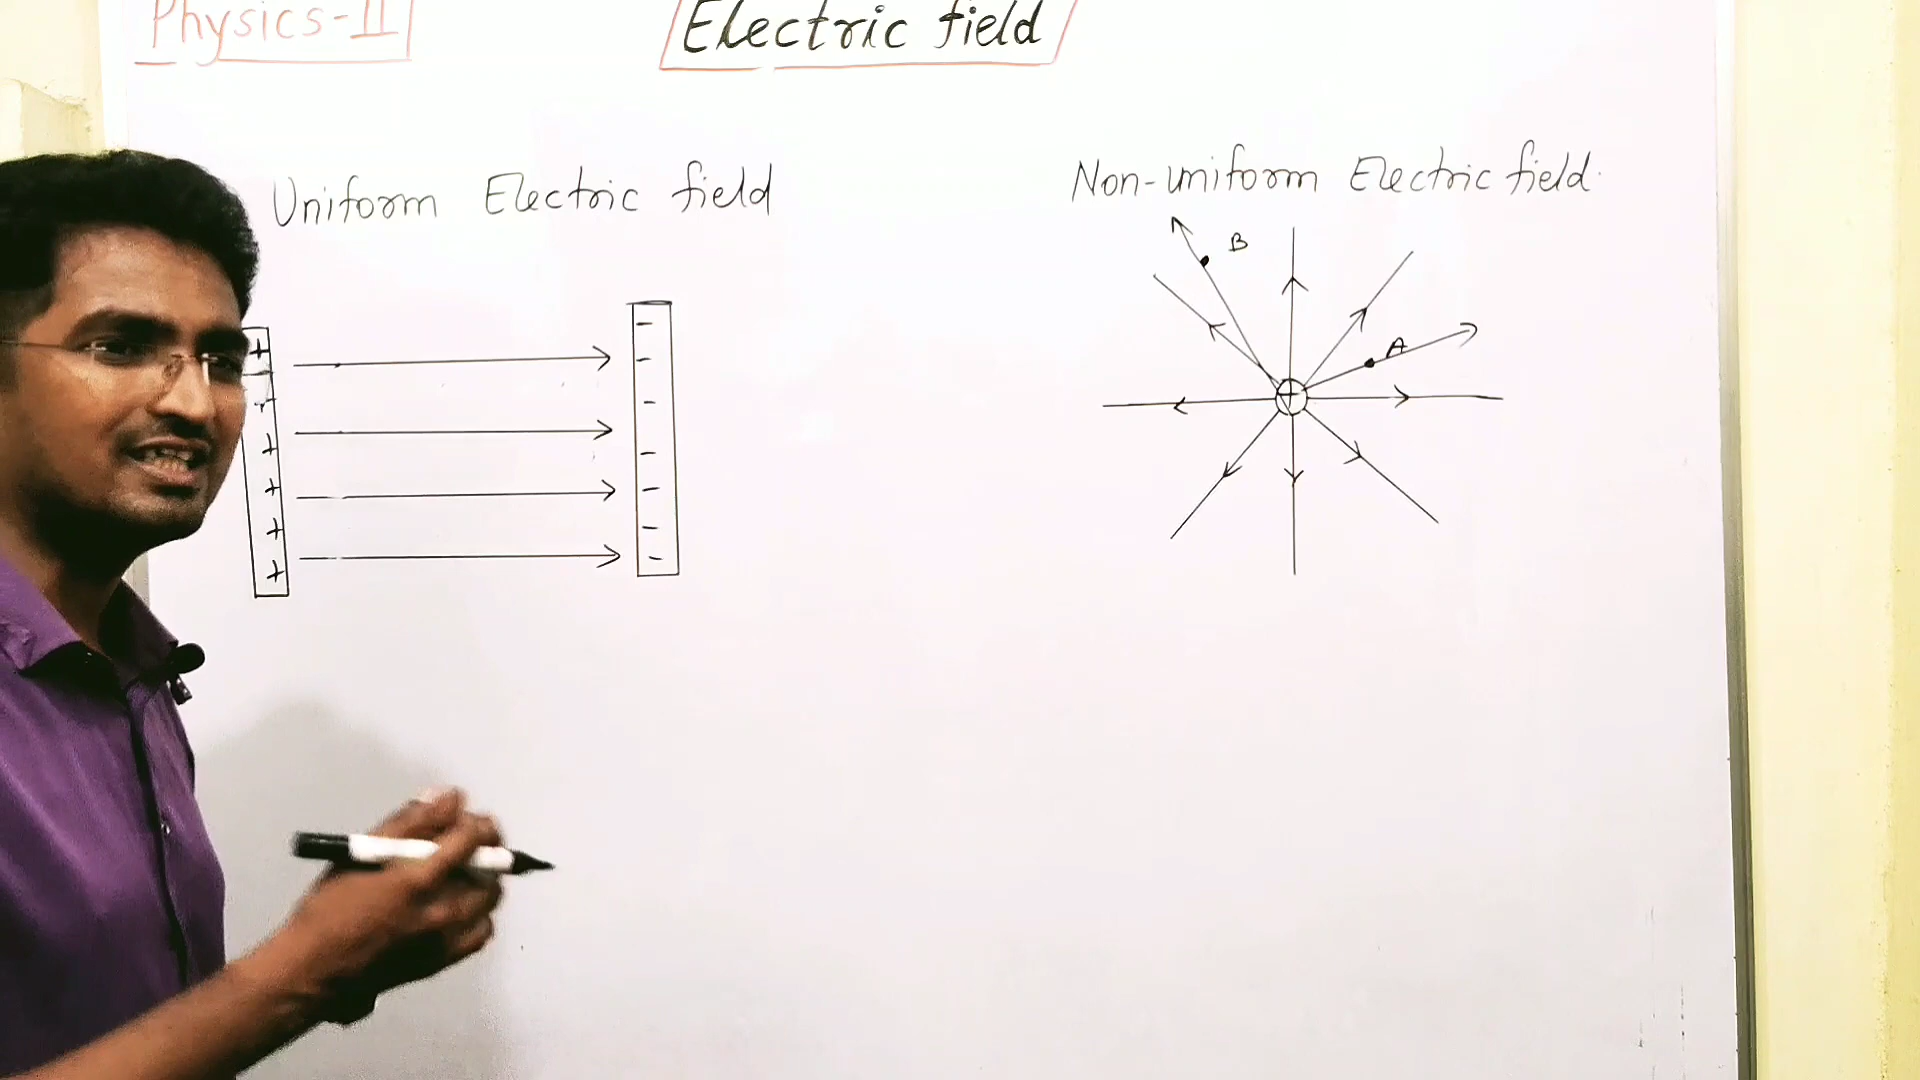 Physics-II
Electric field
Uniform Electric field
Non-uniform Electric field.
B
A
+
+
+
+
+
+
-
-
-
-
-
-
-
+